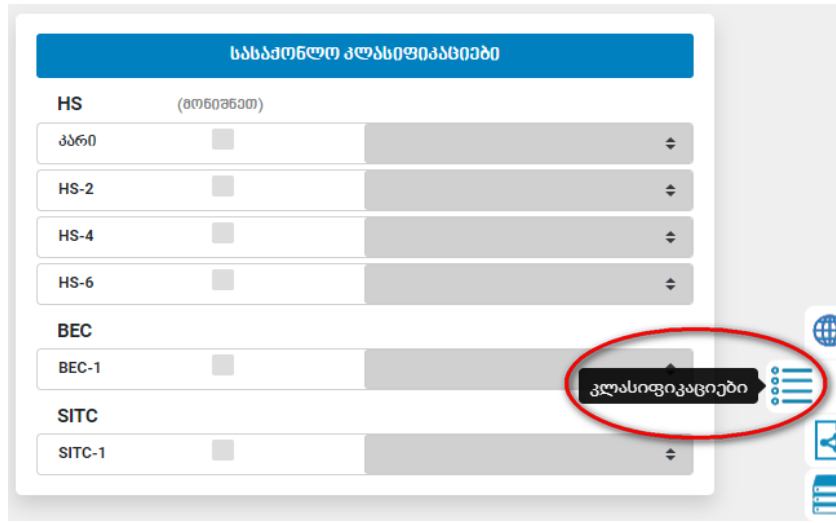 სასაქონლო კლასიფიკაციები
HS (მონიშნეთ)
კარი
HS-2
HS-4
HS-6
BEC
BEC-1
კლასიფიკაციები
SITC
SITC-1